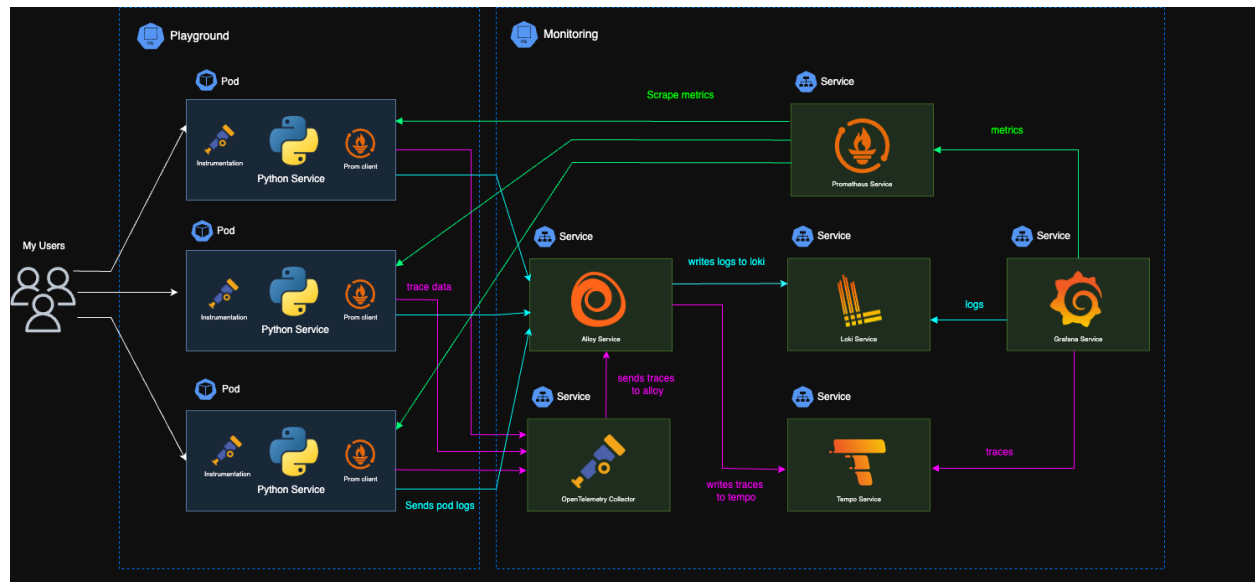 Playground
Monitoring
Pod
Service
Scrape metrics
metrics
Instrumentation
Prom client
Python Service
Prometheus Service
Pod
Service
Service
Service
My Users
writes logs to loki
trace data
Instrumentation
Prom client
Python Service
logs
Alloy Service
Loki Service
Grafana Service
Pod
sends traces
to alloy
Service
Service
Instrumentation
Prom client
Python Service
traces
writes traces
to tempo
Sends pod logs
OpenTelemetry Collector
Tempo Service